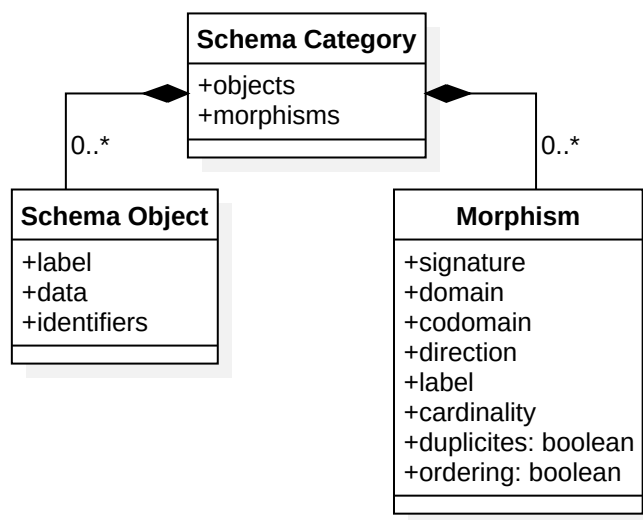 Schema Category
+objects
+morphisms
0..*
0..*
Schema Object
+label
+data
+identifiers
Morphism
+signature
+domain
+codomain
+direction
+label
+cardinality
+duplicites: boolean
+ordering: boolean